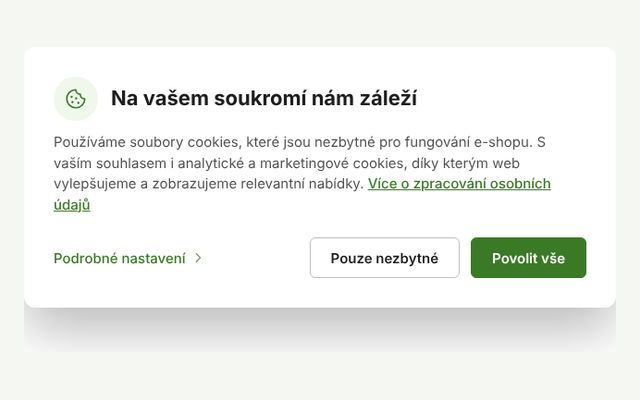 Na vašem soukromí nám záleží
Používáme soubory cookies, které jsou nezbytné pro fungování e-shopu. S
vaším souhlasem i analytické a marketingové cookies, díky kterým web
vylepšujeme a zobrazujeme relevantní nabídky. Více o zpracování osobních
údajů
Podrobné nastavení
Pouze nezbytné
Povolit vše